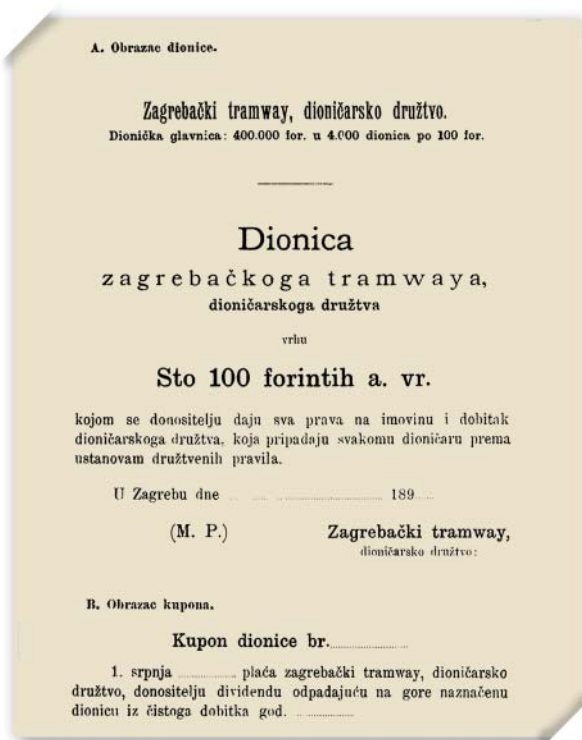 A. Obrazac dionice.
Zagrebački tramway, dioničarsko družtvo.
Dionička glavnica: 400.000 for. u 4.000 dionica po 100 for.
Dionica
zagrebačkoga tramwaya,
dioničarskoga družtva
vrhu
Sto 100 forintih a. vr.
kojom se donositelju daju sva prava na imovinu i dobitak
dioničarskoga družtva, koja pripadaju svakomu dioničaru prema
ustanovam družtvenih pravila.
U Zagrebu dne ........ 189....
(M. P.) Zagrebački tramway,
dioničarsko družtvo:
B. Obrazac kupona.
Kupon dionice br.........
1. srpnja ........ plaća zagrebački tramway, dioničarsko
družtvo, donositelju dividendu odpadajuću na gore naznačenu
dionicu iz čistoga dobitka god. ........